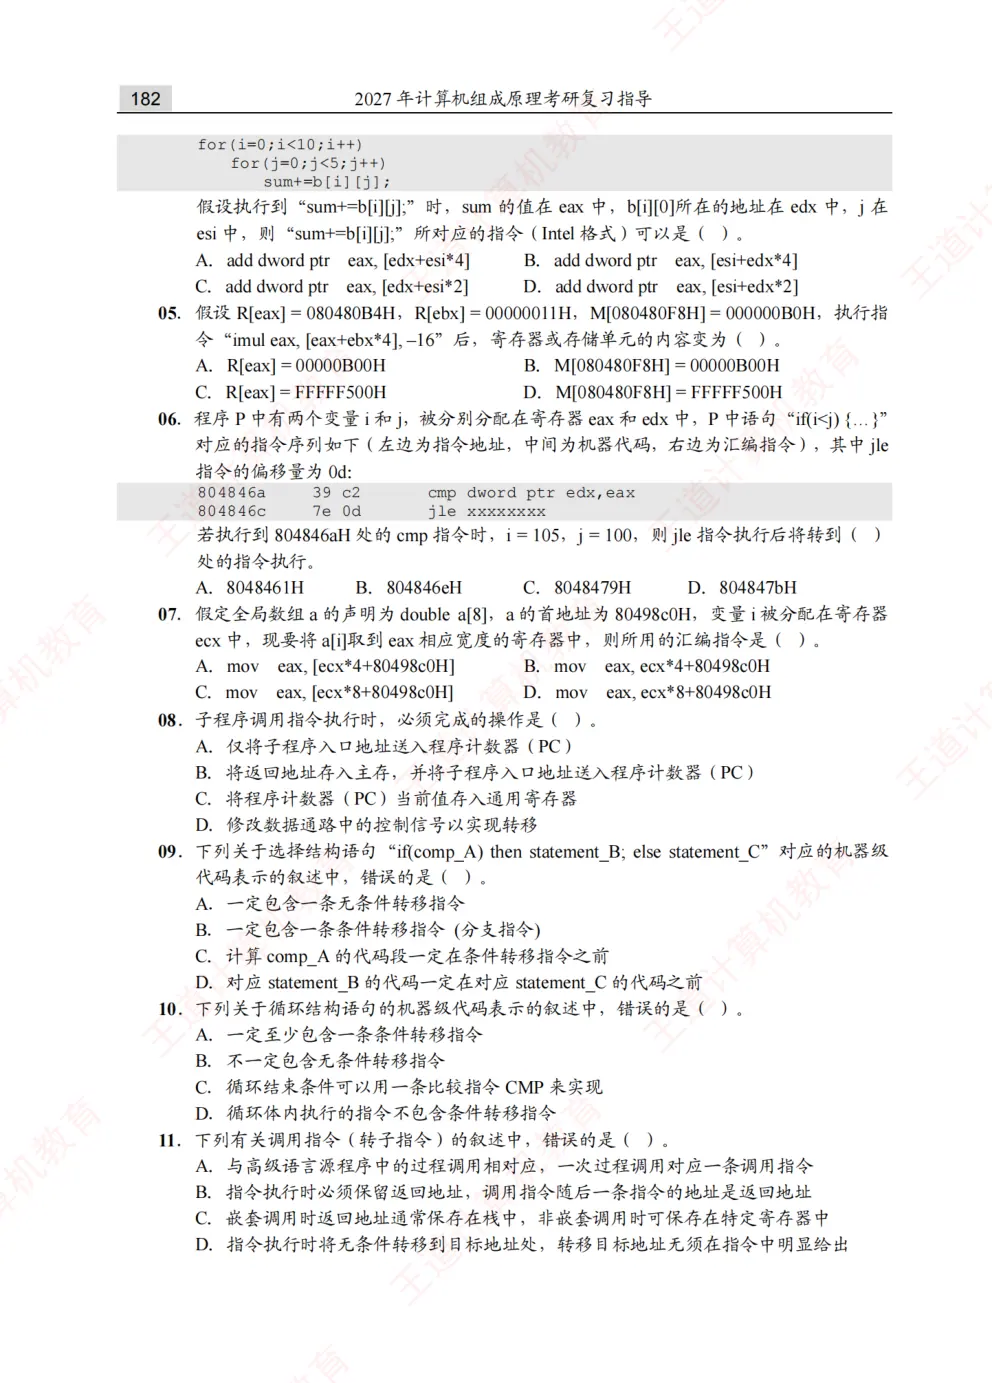 182
2027 年计算机组成原理考研复习指导
for(i=0;i<10;i++)
for(j=0;j<5;j++)
sum+=b[i][j];
假设执行到“sum+=b[i][j];”时，sum 的值在 eax 中，b[i][0]所在的地址在 edx 中，j 在
esi 中，则“sum+=b[i][j];”所对应的指令（Intel 格式）可以是（ ）。
A. add dword ptr eax, [edx+esi*4] B. add dword ptr eax, [esi+edx*4]
C. add dword ptr eax, [edx+esi*2] D. add dword ptr eax, [esi+edx*2]
05. 假设 R[eax] = 080480B4H，R[ebx] = 00000011H，M[080480F8H] = 000000B0H，执行指
令“imul eax, [eax+ebx*4], –16”后，寄存器或存储单元的内容变为（ ）。
A. R[eax] = 00000B00H B. M[080480F8H] = 00000B00H
C. R[eax] = FFFFF500H D. M[080480F8H] = FFFFF500H
06. 程序 P 中有两个变量 i 和 j，被分别分配在寄存器 eax 和 edx 中，P 中语句“if(i<j) {…}”
对应的指令序列如下（左边为指令地址，中间为机器代码，右边为汇编指令），其中 jle
指令的偏移量为 0d:
804846a 39 c2 cmp dword ptr edx,eax
804846c 7e 0d jle xxxxxxxx
若执行到 804846aH 处的 cmp 指令时，i = 105，j = 100，则 jle 指令执行后将转到（ ）
处的指令执行。
A. 8048461H B. 804846eH C. 8048479H D. 804847bH
07. 假定全局数组 a 的声明为 double a[8]，a 的首地址为 80498c0H，变量 i 被分配在寄存器
ecx 中，现要将 a[i]取到 eax 相应宽度的寄存器中，则所用的汇编指令是（ ）。
A. mov eax, [ecx*4+80498c0H] B. mov eax, ecx*4+80498c0H
C. mov eax, [ecx*8+80498c0H] D. mov eax, ecx*8+80498c0H
08. 子程序调用指令执行时，必须完成的操作是（ ）。
A. 仅将子程序入口地址送入程序计数器（PC）
B. 将返回地址存入主存，并将子程序入口地址送入程序计数器（PC）
C. 将程序计数器（PC）当前值存入通用寄存器
D. 修改数据通路中的控制信号以实现转移
09. 下列关于选择结构语句“if(comp_A) then statement_B; else statement_C”对应的机器级
代码表示的叙述中，错误的是（ ）。
A. 一定包含一条无条件转移指令
B. 一定包含一条条件转移指令 (分支指令)
C. 计算 comp_A 的代码段一定在条件转移指令之前
D. 对应 statement_B 的代码一定在对应 statement_C 的代码之前
10. 下列关于循环结构语句的机器级代码表示的叙述中，错误的是（ ）。
A. 一定至少包含一条条件转移指令
B. 不一定包含无条件转移指令
C. 循环结束条件可以用一条比较指令 CMP 来实现
D. 循环体内执行的指令不包含条件转移指令
11. 下列有关调用指令（转子指令）的叙述中，错误的是（ ）。
A. 与高级语言源程序中的过程调用相对应，一次过程调用对应一条调用指令
B. 指令执行时必须保留返回地址，调用指令随后一条指令的地址是返回地址
C. 嵌套调用时返回地址通常保存在栈中，非嵌套调用时可保存在特定寄存器中
D. 指令执行时将无条件转移到目标地址处，转移目标地址无须在指令中明显给出
王道计算机教育